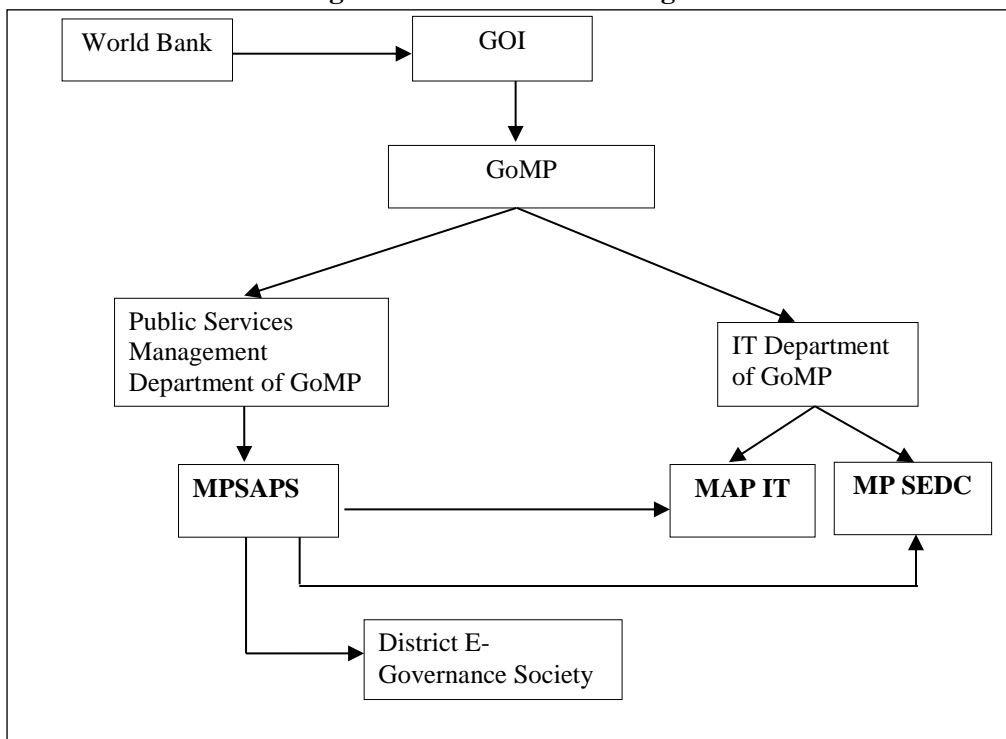 World Bank
GOI
GoMP
Public Services
Management
Department of GoMP
IT Department
of GoMP
MPSAPS
MAP IT
MP SEDC
District E-
Governance Society